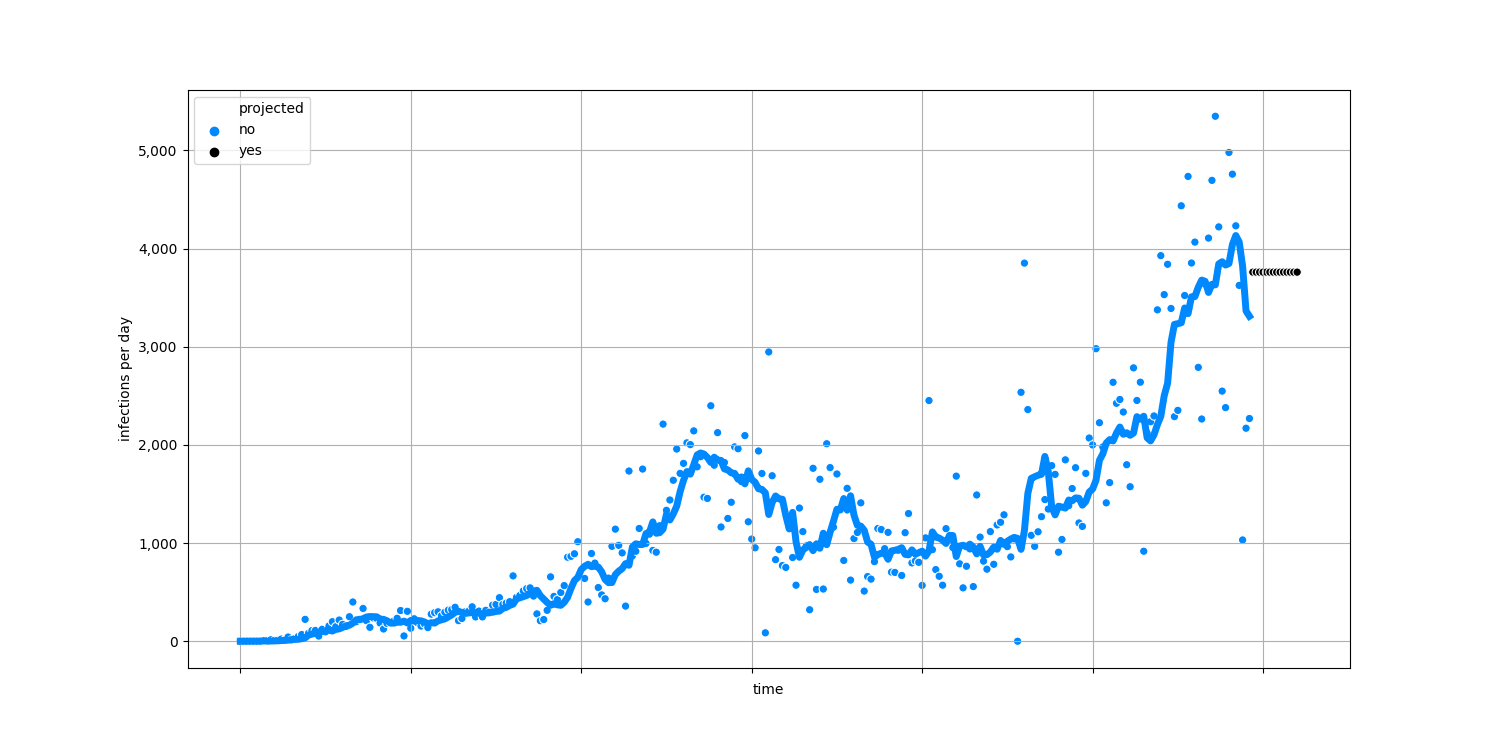 projected
no
yes
5,000
4,000
3,000
2,000
1,000
0
infections per day
time